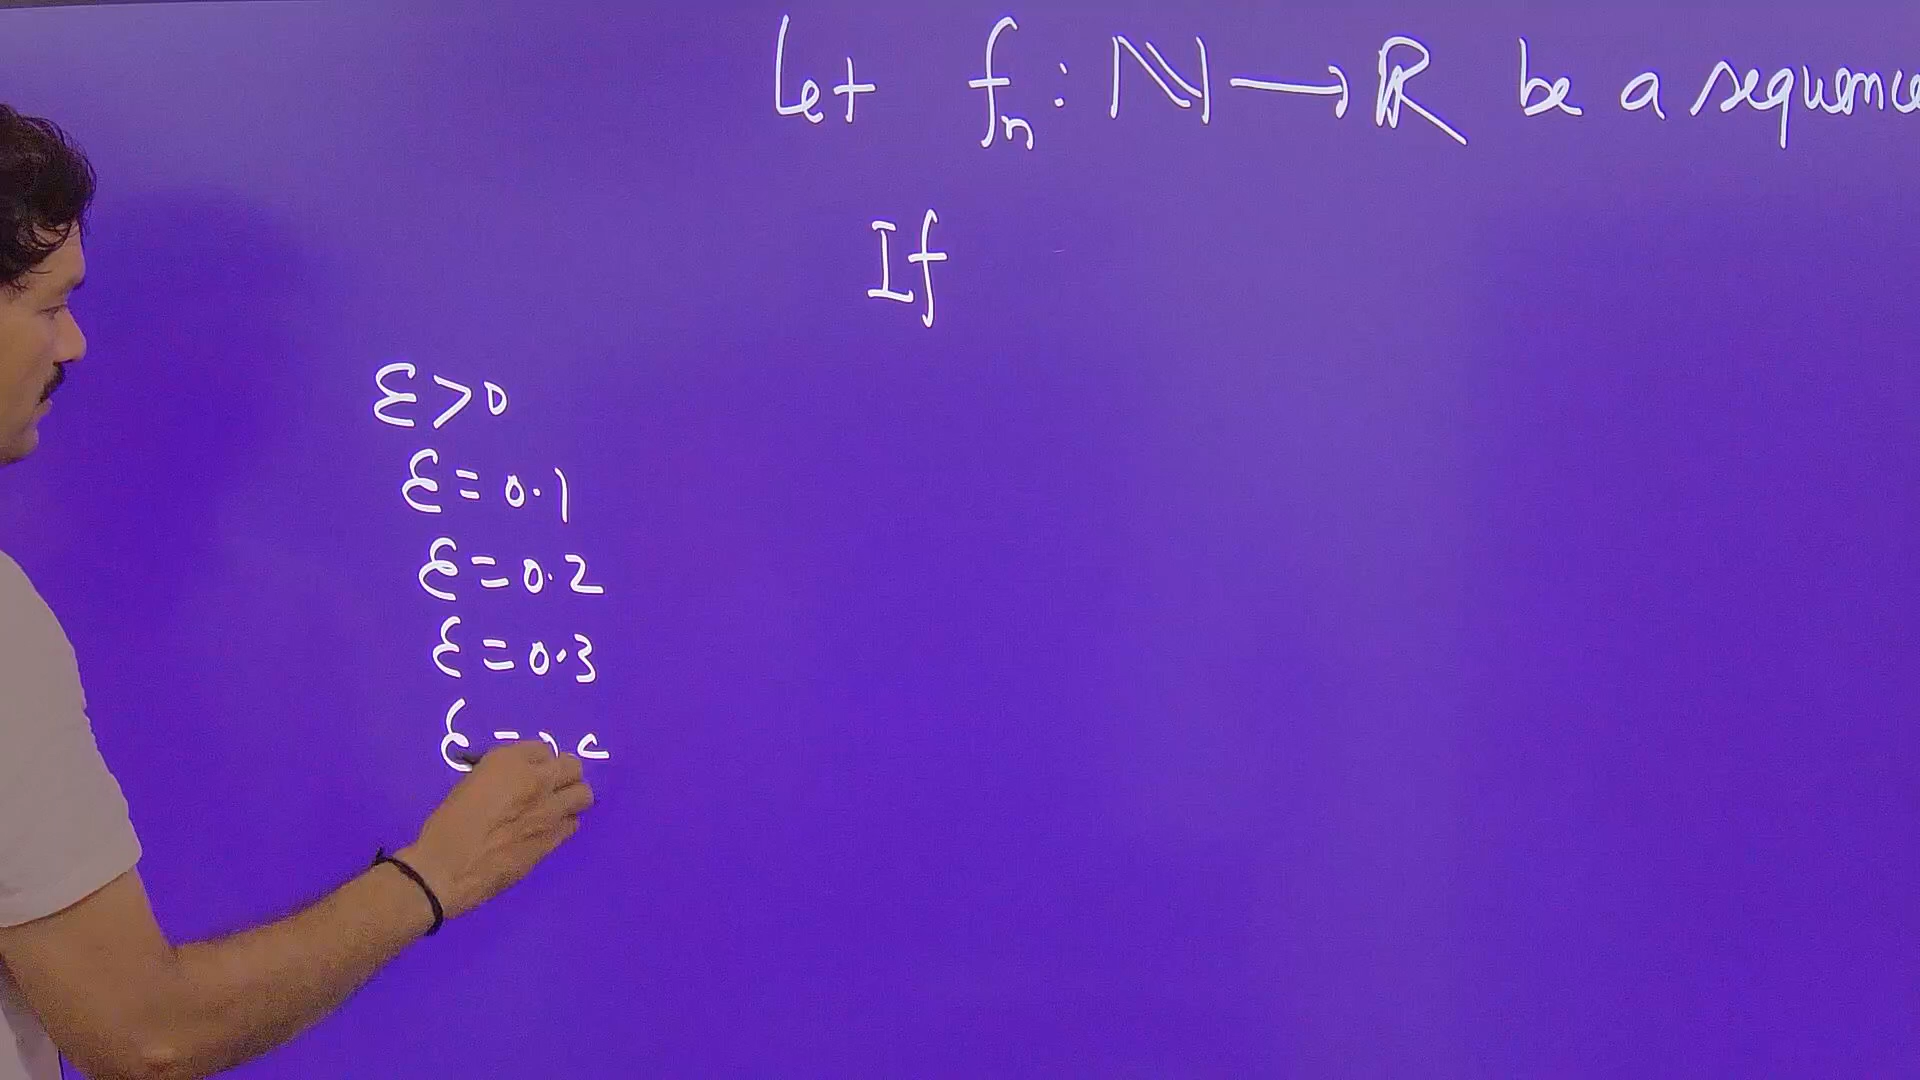 Let fn : ℕ → ℝ be a sequence
If
ε > 0
ε = 0.1
ε = 0.2
ε = 0.3
ε =